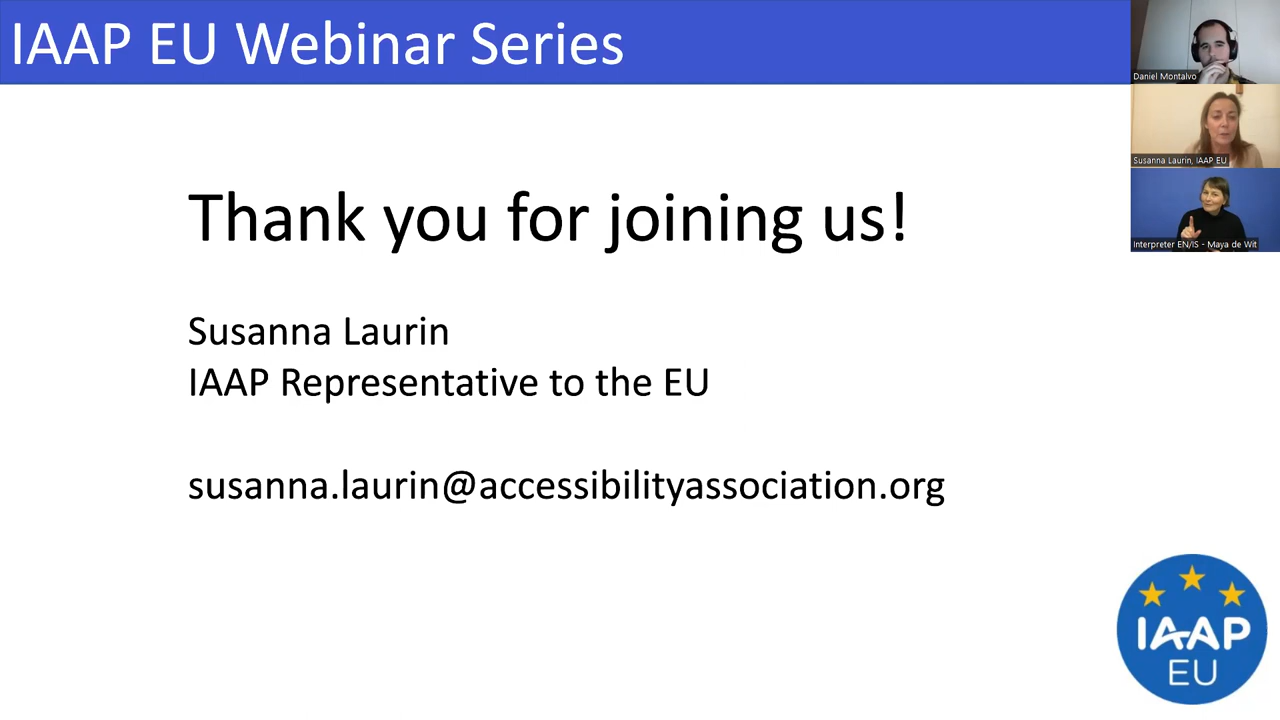 IAAP EU Webinar Series
Daniel Montalvo
Susanna Laurin, IAAP EU
Interpreter EN/IS - Maya de Wit
Thank you for joining us!
Susanna Laurin
IAAP Representative to the EU
susanna.laurin@accessibilityassociation.org
IAAP
EU